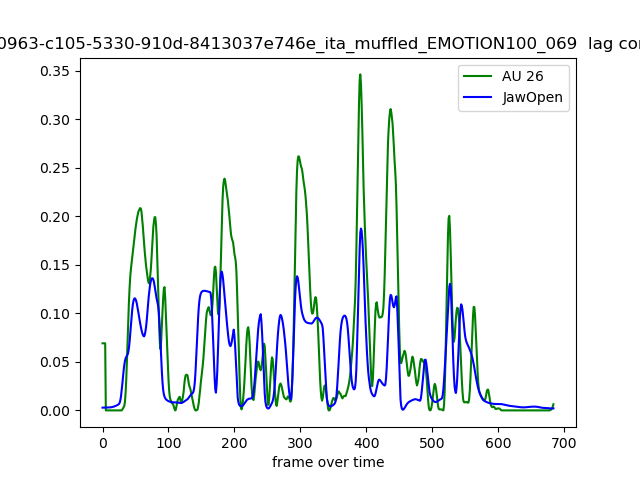 0963-c105-5330-910d-8413037e746e_ita_muffled_EMOTION100_069 lag
AU 26
JawOpen
0.35
0.30
0.25
0.20
0.15
0.10
0.05
0.00
0 100 200 300 400 500 600 700
frame over time